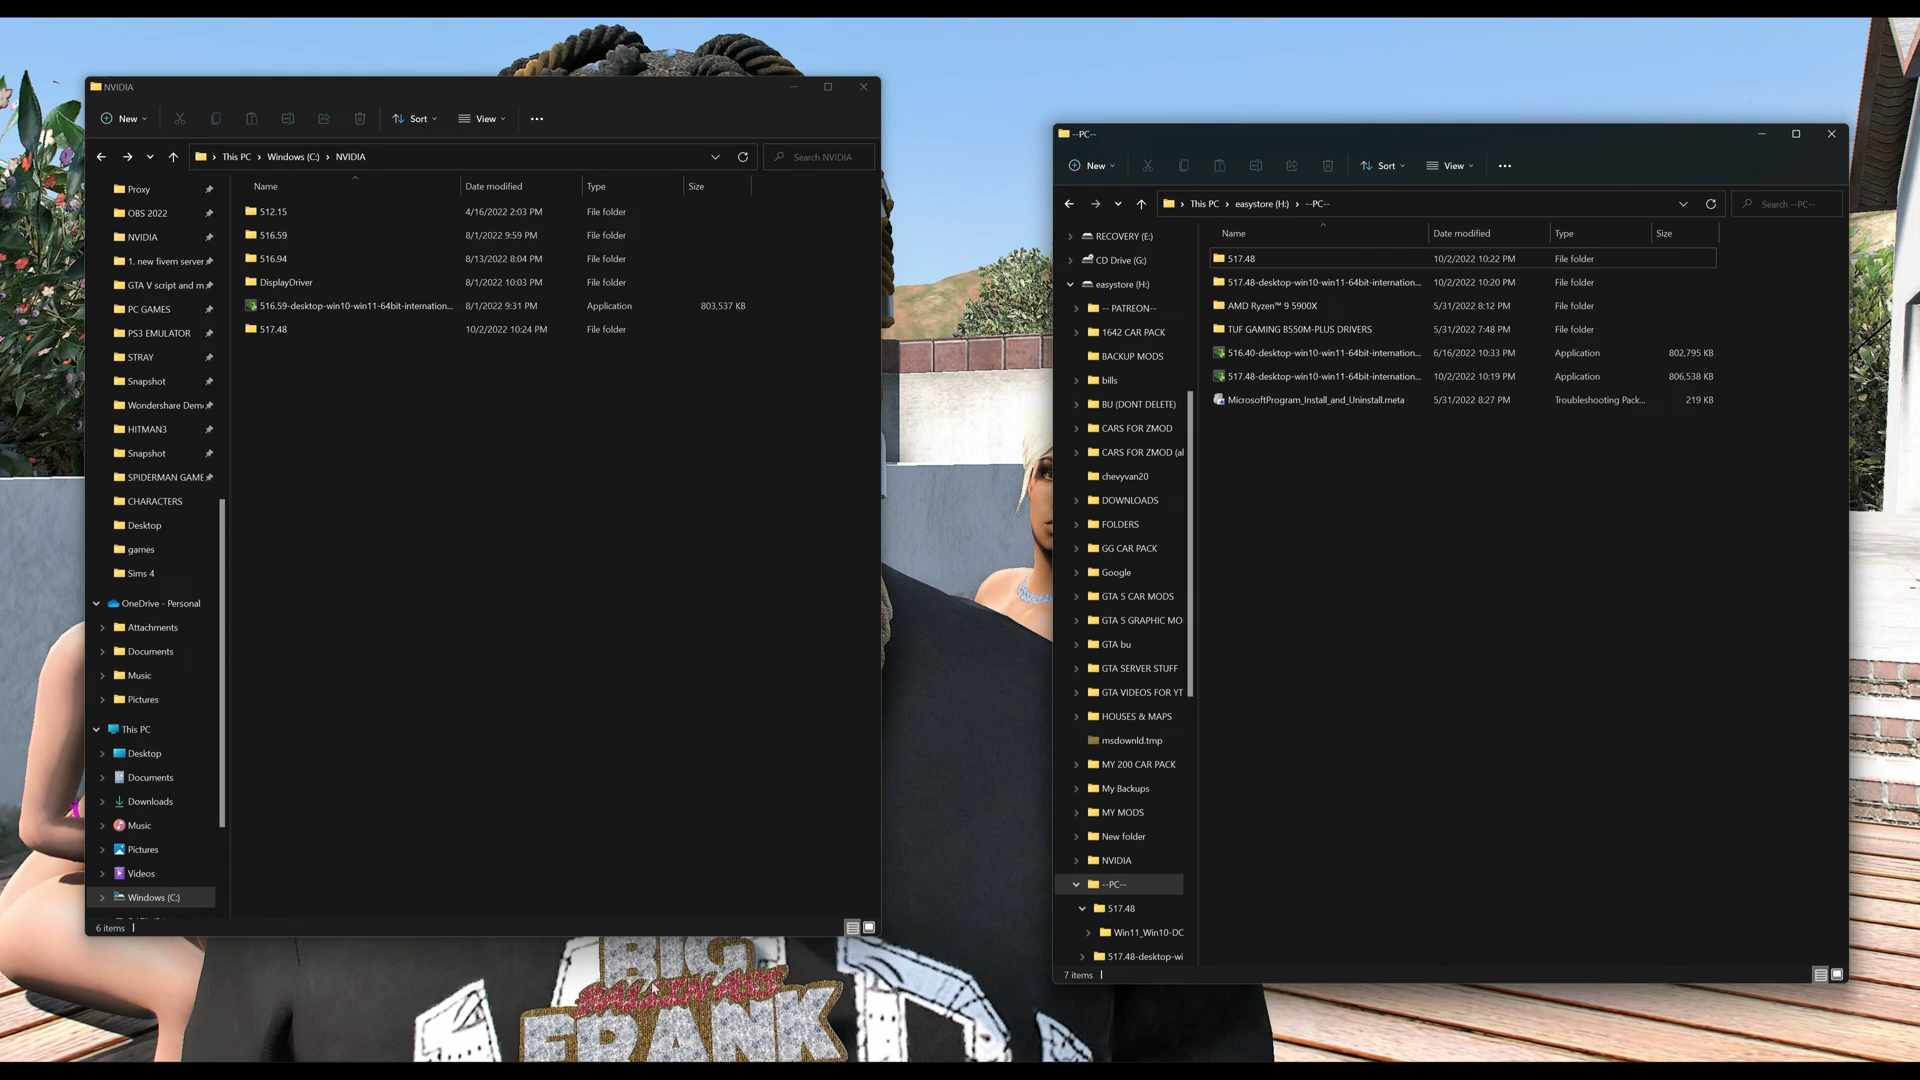 NVIDIA
New
Sort
View
This PC > Windows (C:) > NVIDIA
Search NVIDIA
Name
Date modified
Type
Size
Proxy
OBS 2022
NVIDIA
1. new fivem server
GTA V script and m
PC GAMES
PS3 EMULATOR
STRAY
Snapshot
Wondershare Dem
HITMAN3
Snapshot
SPIDERMAN GAME
CHARACTERS
Desktop
games
Sims 4
OneDrive - Personal
Attachments
Documents
Music
Pictures
This PC
Desktop
Documents
Downloads
Music
Pictures
Videos
Windows (C:)
512.15 4/16/2022 2:03 PM File folder
516.59 8/1/2022 9:59 PM File folder
516.94 8/13/2022 8:04 PM File folder
DisplayDriver 8/1/2022 10:03 PM File folder
516.59-desktop-win10-win11-64bit-internation... 8/1/2022 9:31 PM Application 803,537 KB
517.48 10/2/2022 10:24 PM File folder
6 items
--PC--
New
Sort
View
This PC > easystore (H:) > --PC--
Search --PC--
Name
Date modified
Type
Size
RECOVERY (E:)
CD Drive (G:)
easystore (H:)
-- PATREON--
1642 CAR PACK
BACKUP MODS
bills
BU (DONT DELETE)
CARS FOR ZMOD
CARS FOR ZMOD (al
chevyvan20
DOWNLOADS
FOLDERS
GG CAR PACK
Google
GTA 5 CAR MODS
GTA 5 GRAPHIC MO
GTA bu
GTA SERVER STUFF
GTA VIDEOS FOR YT
HOUSES & MAPS
msdownld.tmp
MY 200 CAR PACK
My Backups
MY MODS
New folder
NVIDIA
--PC--
517.48
Win11_Win10-DC
517.48-desktop-wi
517.48 10/2/2022 10:22 PM File folder
517.48-desktop-win10-win11-64bit-internation... 10/2/2022 10:20 PM File folder
AMD Ryzen™ 9 5900X 5/31/2022 8:12 PM File folder
TUF GAMING B550M-PLUS DRIVERS 5/31/2022 7:48 PM File folder
516.40-desktop-win10-win11-64bit-internation... 6/16/2022 10:33 PM Application 802,795 KB
517.48-desktop-win10-win11-64bit-internation... 10/2/2022 10:19 PM Application 806,538 KB
MicrosoftProgram_Install_and_Uninstall.meta 5/31/2022 8:27 PM Troubleshooting Pack... 219 KB
7 items
BIG
BALLIN ASS
FRANK